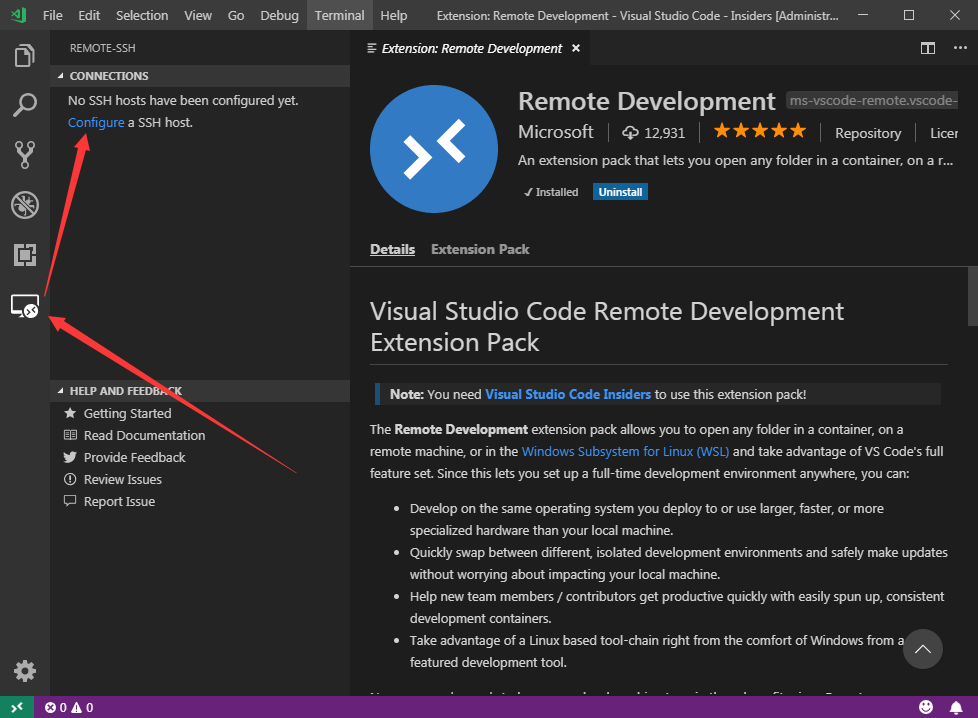 File Edit Selection View Go Debug Terminal Help Extension: Remote Development - Visual Studio Code - Insiders [Administr...
REMOTE-SSH
CONNECTIONS
No SSH hosts have been configured yet.
Configure a SSH host.
HELP AND FEEDBACK
Getting Started
Read Documentation
Provide Feedback
Review Issues
Report Issue
Extension: Remote Development
Remote Development ms-vscode-remote.vscode-
Microsoft 12,931 Repository Licer
An extension pack that lets you open any folder in a container, on a r...
Installed Uninstall
Details Extension Pack
Visual Studio Code Remote Development
Extension Pack
Note: You need Visual Studio Code Insiders to use this extension pack!
The Remote Development extension pack allows you to open any folder in a container, on a
remote machine, or in the Windows Subsystem for Linux (WSL) and take advantage of VS Code's full
feature set. Since this lets you set up a full-time development environment anywhere, you can:
• Develop on the same operating system you deploy to or use larger, faster, or more
specialized hardware than your local machine.
• Quickly swap between different, isolated development environments and safely make updates
without worrying about impacting your local machine.
• Help new team members / contributors get productive quickly with easily spun up, consistent
development containers.
• Take advantage of a Linux based tool-chain right from the comfort of Windows from a
featured development tool.
0 0